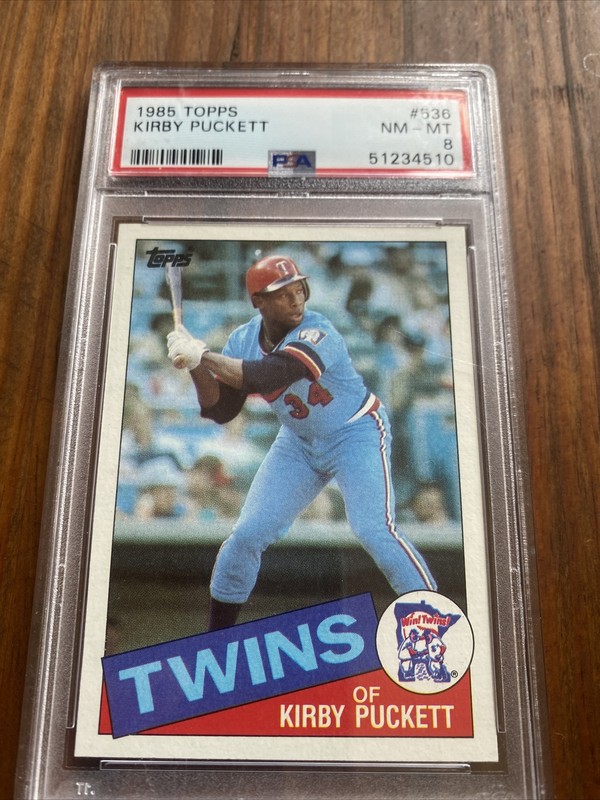 1985 TOPPS #536
KIRBY PUCKETT NM - MT
8
PSA 51234510
Topps
T
34
TWINS
Win! Twins!
®
OF
KIRBY PUCKETT